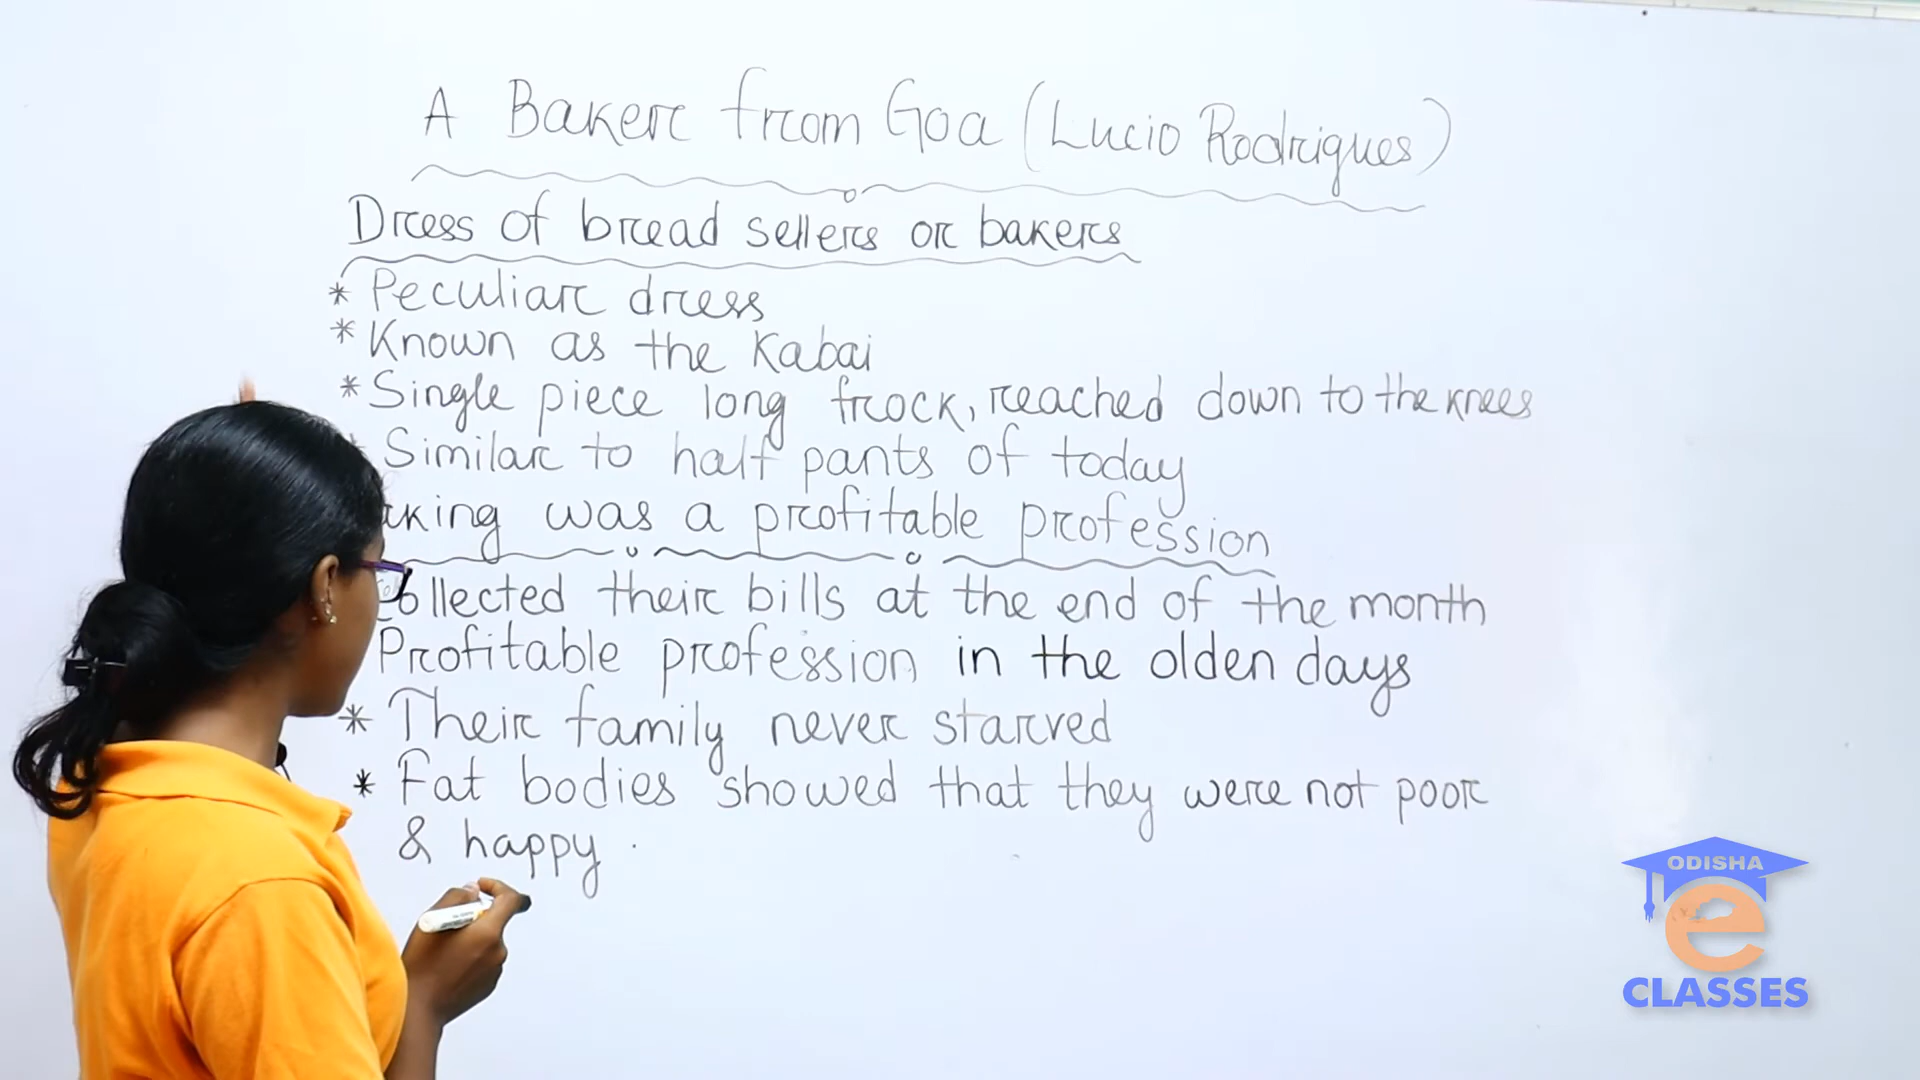 A Baker from Goa (Lucio Rodrigues)
Dress of bread sellers or bakers
* Peculiar dress
* Known as the Kabai
* Single piece long frock, reached down to the knees
Similar to half pants of today
aking was a profitable profession
Collected their bills at the end of the month
Profitable profession in the olden days
* Their family never starved
* Fat bodies showed that they were not poor
& happy.
ODISHA
e
CLASSES